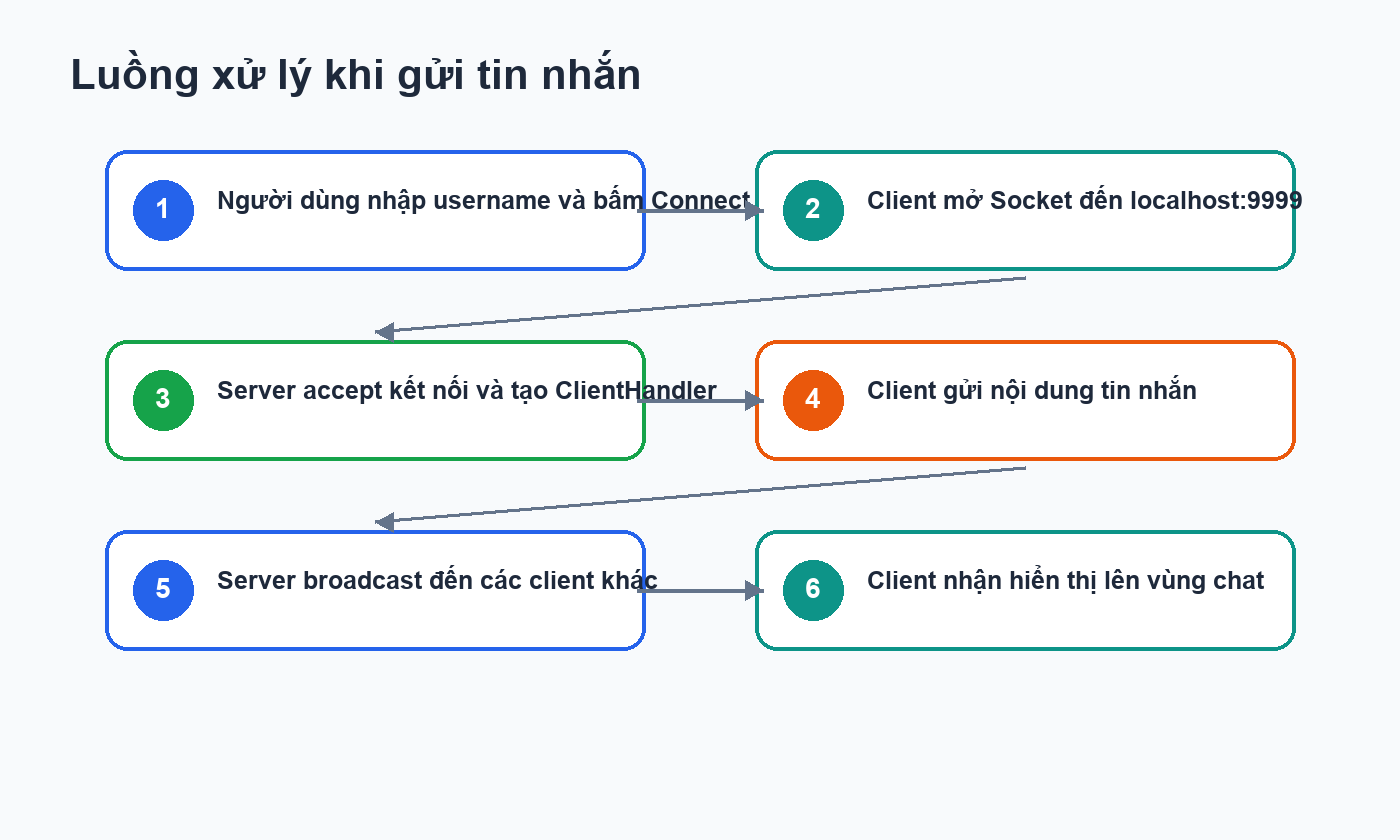 Luồng xử lý khi gửi tin nhắn
1 Người dùng nhập username và bấm Connect
2 Client mở Socket đến localhost:9999
3 Server accept kết nối và tạo ClientHandler
4 Client gửi nội dung tin nhắn
5 Server broadcast đến các client khác
6 Client nhận hiển thị lên vùng chat